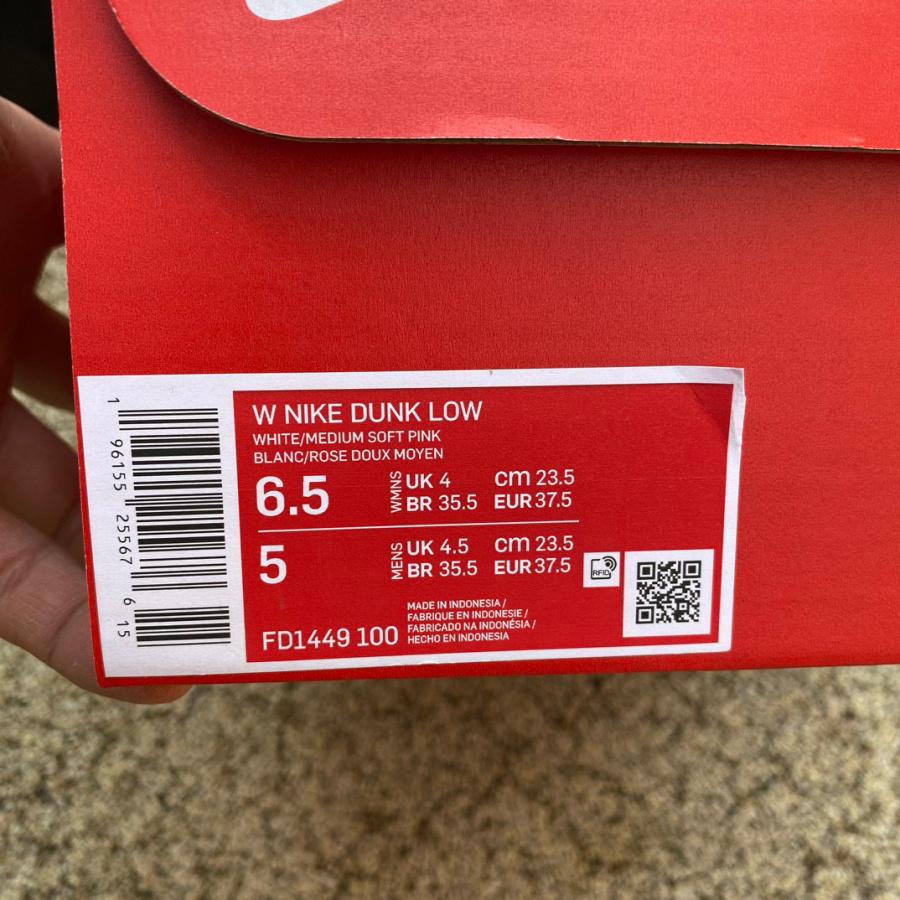 1 96155 25567 6 15
W NIKE DUNK LOW
WHITE/MEDIUM SOFT PINK
BLANC/ROSE DOUX MOYEN
6.5 WMNS UK 4 cm 23.5
BR 35.5 EUR 37.5
5 MENS UK 4.5 cm 23.5
BR 35.5 EUR 37.5
RFID
FD1449 100
MADE IN INDONESIA /
FABRIQUE EN INDONESIE /
FABRICADO NA INDONÉSIA /
HECHO EN INDONESIA